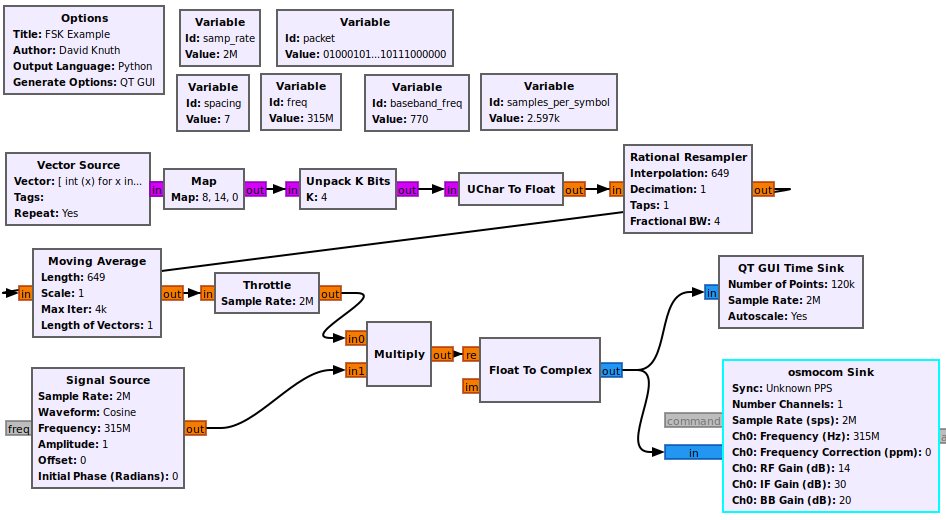 Options
Title: FSK Example
Author: David Knuth
Output Language: Python
Generate Options: QT GUI
Variable
Id: samp_rate
Value: 2M
Variable
Id: packet
Value: 01000101...10111000000
Variable
Id: spacing
Value: 7
Variable
Id: freq
Value: 315M
Variable
Id: baseband_freq
Value: 770
Variable
Id: samples_per_symbol
Value: 2.597k
Vector Source
Vector: [ int (x) for x in...
Tags:
Repeat: Yes
in
Map
Map: 8, 14, 0
out
in
Unpack K Bits
K: 4
out
in
UChar To Float
out
in
Rational Resampler
Interpolation: 649
Decimation: 1
Taps: 1
Fractional BW: 4
out
in
Moving Average
Length: 649
Scale: 1
Max Iter: 4k
Length of Vectors: 1
out
in
Throttle
Sample Rate: 2M
out
in0
in1
Multiply
out
re
im
Float To Complex
out
in
QT GUI Time Sink
Number of Points: 120k
Sample Rate: 2M
Autoscale: Yes
freq
Signal Source
Sample Rate: 2M
Waveform: Cosine
Frequency: 315M
Amplitude: 1
Offset: 0
Initial Phase (Radians): 0
out
command
in
osmocom Sink
Sync: Unknown PPS
Number Channels: 1
Sample Rate (sps): 2M
Ch0: Frequency (Hz): 315M
Ch0: Frequency Correction (ppm): 0
Ch0: RF Gain (dB): 14
Ch0: IF Gain (dB): 30
Ch0: BB Gain (dB): 20